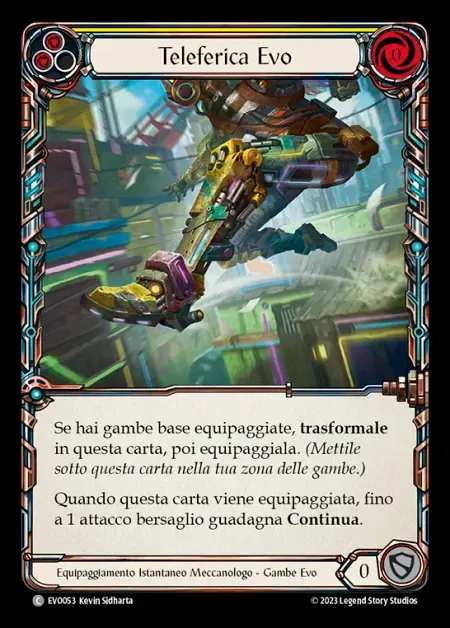 Teleferica Evo
0
Se hai gambe base equipaggiate, trasformale
in questa carta, poi equipaggiala. (Mettile
sotto questa carta nella tua zona delle gambe.)
Quando questa carta viene equipaggiata, fino
a 1 attacco bersaglio guadagna Continua.
Equipaggiamento Istantaneo Meccanologo - Gambe Evo
0
C EVO053 Kevin Sidharta
© 2023 Legend Story Studios